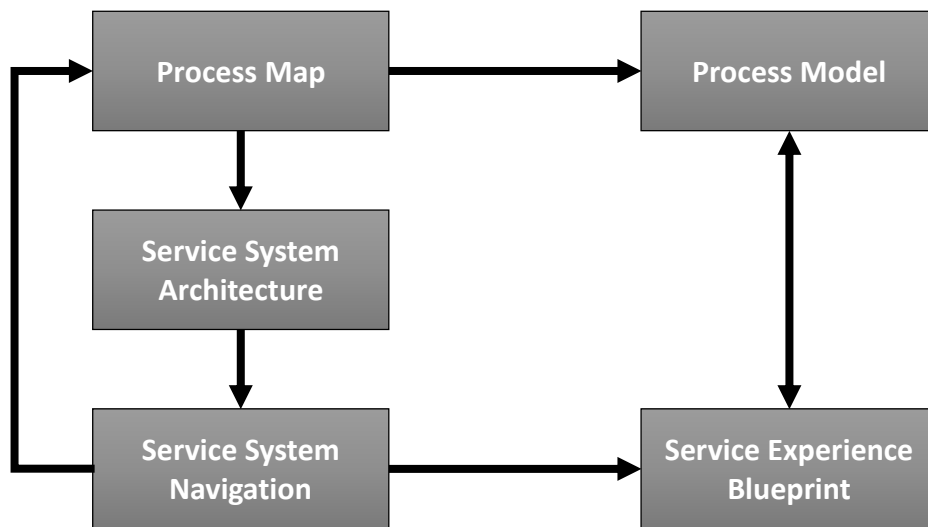 Process Map
Process Model
Service System
Architecture
Service System
Navigation
Service Experience
Blueprint